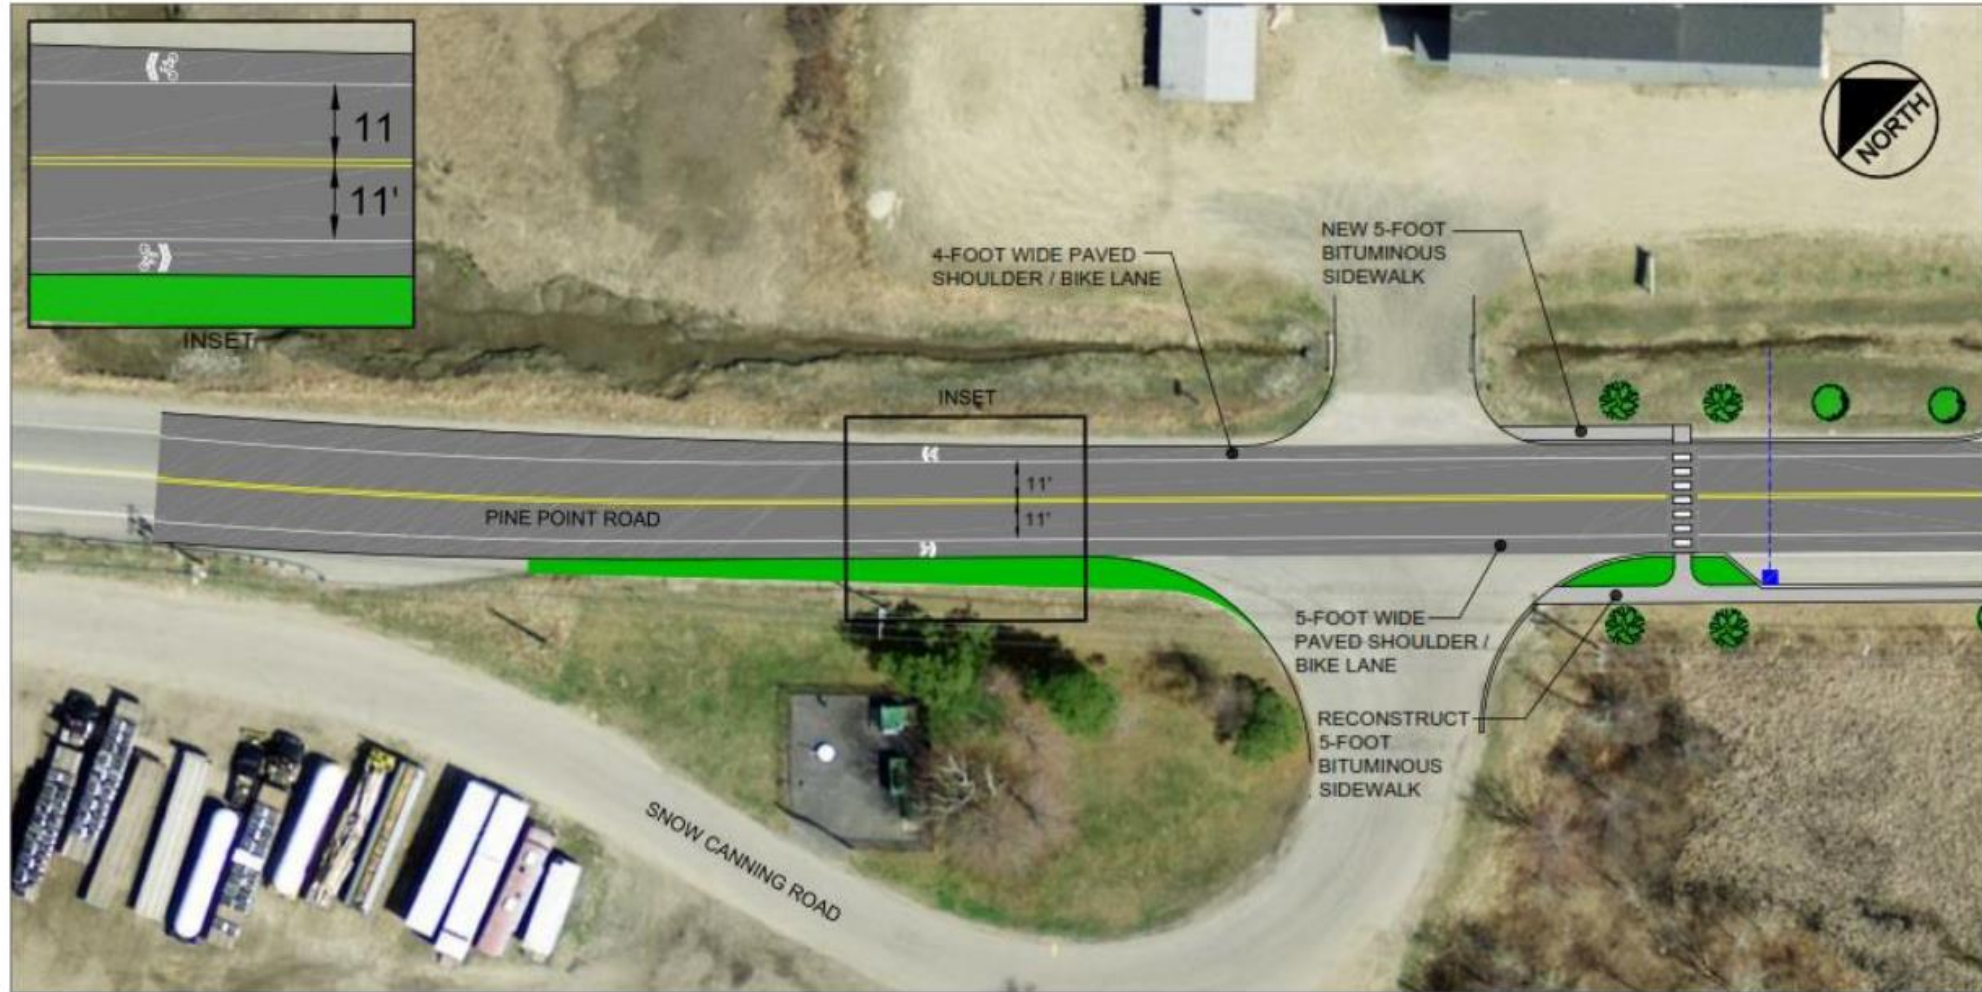 11
11'
INSET
NORTH
4-FOOT WIDE PAVED
SHOULDER / BIKE LANE
NEW 5-FOOT
BITUMINOUS
SIDEWALK
INSET
11'
11'
PINE POINT ROAD
5-FOOT WIDE
PAVED SHOULDER /
BIKE LANE
RECONSTRUCT
5-FOOT
BITUMINOUS
SIDEWALK
SNOW CANNING ROAD